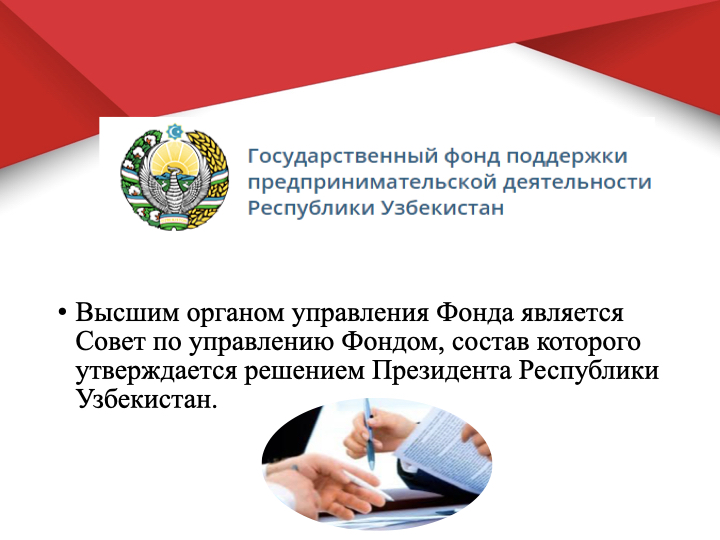 Государственный фонд поддержки
предпринимательской деятельности
Республики Узбекистан
• Высшим органом управления Фонда является
Совет по управлению Фондом, состав которого
утверждается решением Президента Республики
Узбекистан.